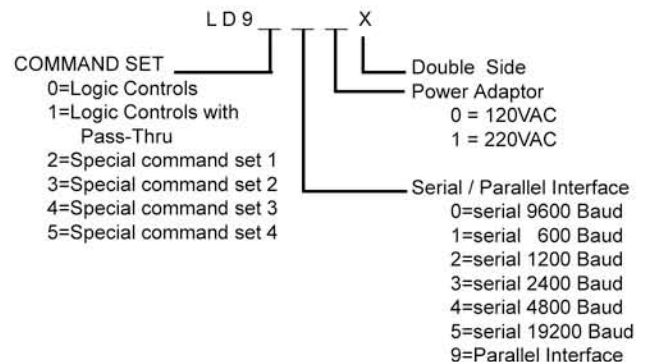 L D 9 _ _ _ X
COMMAND SET
0=Logic Controls
1=Logic Controls with
Pass-Thru
2=Special command set 1
3=Special command set 2
4=Special command set 3
5=Special command set 4
Double Side
Power Adaptor
0 = 120VAC
1 = 220VAC
Serial / Parallel Interface
0=serial 9600 Baud
1=serial 600 Baud
2=serial 1200 Baud
3=serial 2400 Baud
4=serial 4800 Baud
5=serial 19200 Baud
9=Parallel Interface